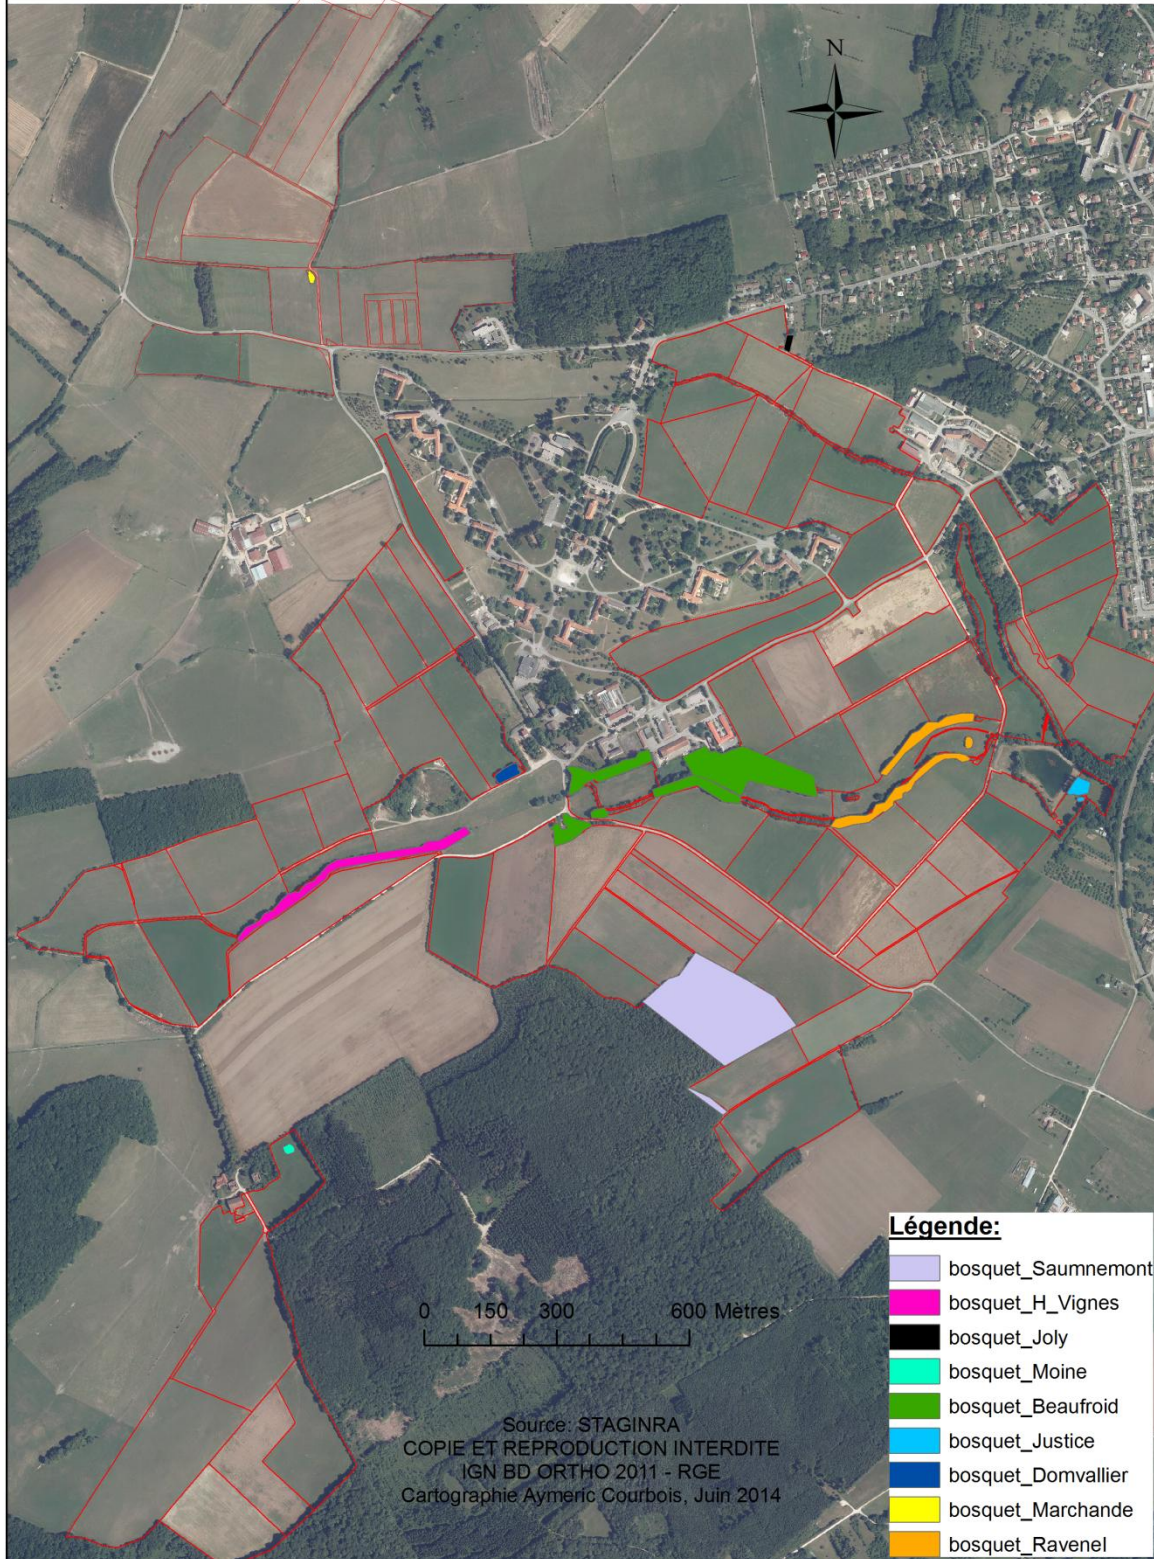 N
0 150 300 600 Mètres
Source: STAGINRA
COPIE ET REPRODUCTION INTERDITE
IGN BD ORTHO 2011 - RGE
Cartographie Aymeric Courbois, Juin 2014
Légende:
bosquet_Saumnemont
bosquet_H_Vignes
bosquet_Joly
bosquet_Moine
bosquet_Beaufroid
bosquet_Justice
bosquet_Domvallier
bosquet_Marchande
bosquet_Ravenel